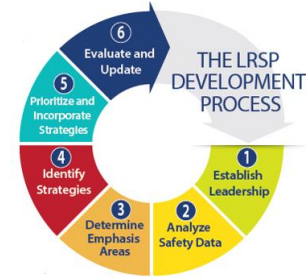 THE LRSP
DEVELOPMENT
PROCESS
1
Establish
Leadership
2
Analyze
Safety Data
3
Determine
Emphasis
Areas
4
Identify
Strategies
5
Prioritize and
Incorporate
Strategies
6
Evaluate and
Update